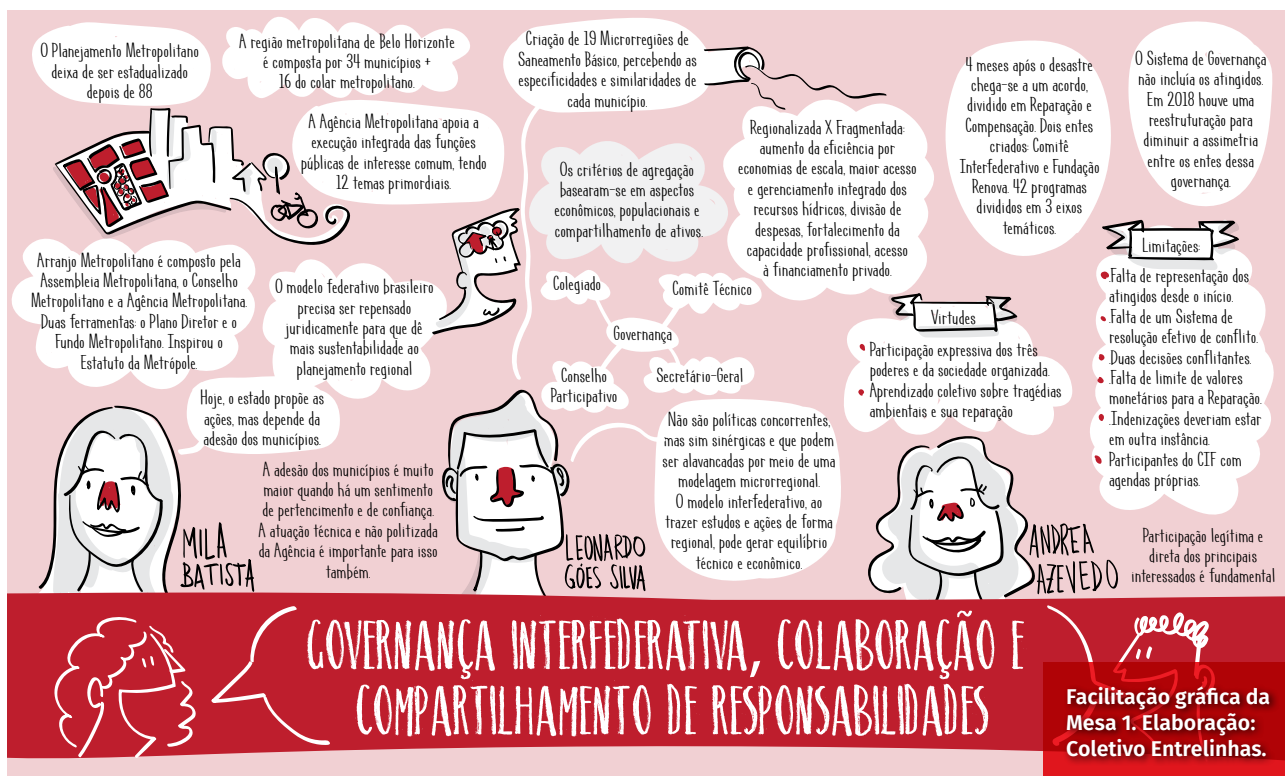 O Planejamento Metropolitano
deixa de ser estadualizado
depois de 88
A região metropolitana de Belo Horizonte
é composta por 34 municípios +
16 do colar metropolitano.
A Agência Metropolitana apoia a
execução integrada das funções
públicas de interesse comum, tendo
12 temas primordiais.
Arranjo Metropolitano é composto pela
Assembleia Metropolitana, o Conselho
Metropolitano e a Agência Metropolitana.
Duas ferramentas: o Plano Diretor e o
Fundo Metropolitano. Inspirou o
Estatuto da Metrópole.
O modelo federativo brasileiro
precisa ser repensado
juridicamente para que dê
mais sustentabilidade ao
planejamento regional
Hoje, o estado propõe as
ações, mas depende da
adesão dos municípios.
A adesão dos municípios é muito
maior quando há um sentimento
de pertencimento e de confiança.
A atuação técnica e não politizada
da Agência é importante para isso
também.
MILA
BATISTA
Criação de 19 Microrregiões de
Saneamento Básico, percebendo as
especificidades e similaridades de
cada município.
Os critérios de agregação
basearam-se em aspectos
econômicos, populacionais e
compartilhamento de ativos.
Regionalizada X Fragmentada:
aumento da eficiência por
economias de escala, maior acesso
e gerenciamento integrado dos
recursos hídricos, divisão de
despesas, fortalecimento da
capacidade profissional, acesso
à financiamento privado.
Colegiado
Comitê Técnico
Governança
Conselho
Participativo
Secretário-Geral
Não são políticas concorrentes,
mas sim sinérgicas e que podem
ser alavancadas por meio de uma
modelagem microrregional.
O modelo interfederativo, ao
trazer estudos e ações de forma
regional, pode gerar equilíbrio
técnico e econômico.
LEONARDO
GÓES SILVA
4 meses após o desastre
chega-se a um acordo,
dividido em Reparação e
Compensação. Dois entes
criados: Comitê
Interfederativo e Fundação
Renova. 42 programas
divididos em 3 eixos
temáticos.
O Sistema de Governança
não incluía os atingidos.
Em 2018 houve uma
reestruturação para
diminuir a assimetria
entre os entes dessa
governança.
Virtudes
• Participação expressiva dos três
poderes e da sociedade organizada.
• Aprendizado coletivo sobre tragédias
ambientais e sua reparação
Limitações:
•.Falta de representação dos
atingidos desde o início.
• .Falta de um Sistema de
resolução efetivo de conflito.
• Duas decisões conflitantes.
• Falta de limite de valores
monetários para a Reparação.
• .Indenizações deveriam estar
em outra instância.
• Participantes do CIF com
agendas próprias.
ANDREA
AZEVEDO
Participação legítima e
direta dos principais
interessados é fundamental
GOVERNANÇA INTERFEDERATIVA, COLABORAÇÃO E
COMPARTILHAMENTO DE RESPONSABILIDADES
Facilitação gráfica da
Mesa 1. Elaboração:
Coletivo Entrelinhas.